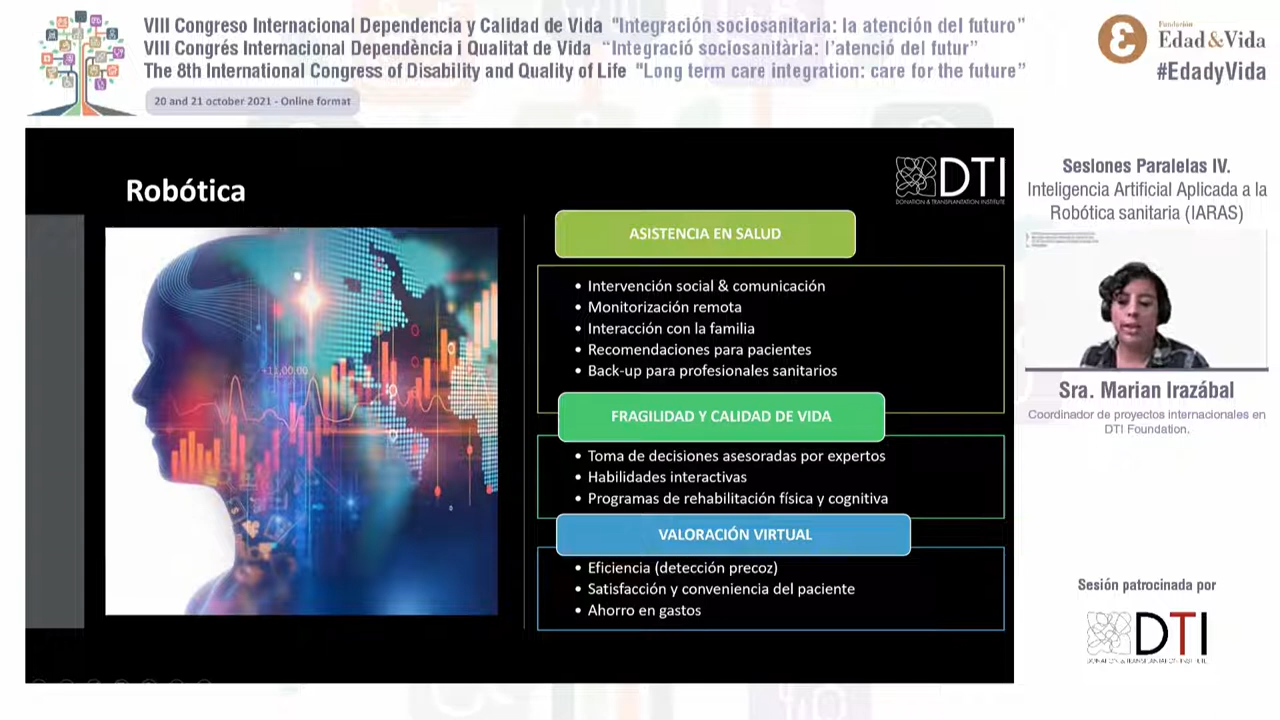 VIII Congreso Internacional Dependencia y Calidad de Vida "Integración sociosanitaria: la atención del futuro"
VIII Congrés Internacional Dependència i Qualitat de Vida "Integració sociosanitària: l'atenció del futur"
The 8th International Congress of Disability and Quality of Life "Long term care integration: care for the future"
20 and 21 october 2021 - Online format
Fundación
Edad&Vida
#EdadyVida
Robótica
DTI
DONATION & TRANSPLANTATION INSTITUTE
ASISTENCIA EN SALUD
• Intervención social & comunicación
• Monitorización remota
• Interacción con la familia
• Recomendaciones para pacientes
• Back-up para profesionales sanitarios
FRAGILIDAD Y CALIDAD DE VIDA
• Toma de decisiones asesoradas por expertos
• Habilidades interactivas
• Programas de rehabilitación física y cognitiva
VALORACIÓN VIRTUAL
• Eficiencia (detección precoz)
• Satisfacción y conveniencia del paciente
• Ahorro en gastos
Sesiones Paralelas IV.
Inteligencia Artificial Aplicada a la
Robótica sanitaria (IARAS)
Sra. Marian Irazábal
Coordinador de proyectos internacionales en
DTI Foundation.
Sesión patrocinada por
DTI
DONATION & TRANSPLANTATION INSTITUTE